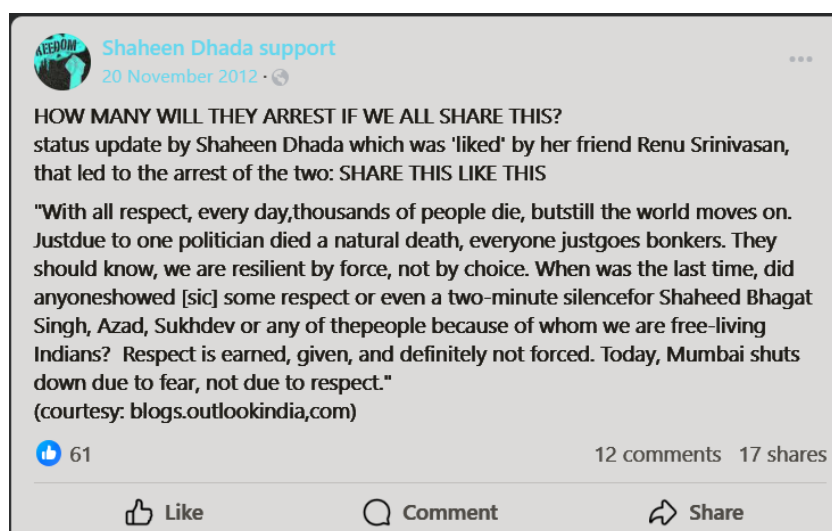 FREEDOM
Shaheen Dhada support
20 November 2012 ·
HOW MANY WILL THEY ARREST IF WE ALL SHARE THIS?
status update by Shaheen Dhada which was 'liked' by her friend Renu Srinivasan,
that led to the arrest of the two: SHARE THIS LIKE THIS
"With all respect, every day,thousands of people die, butstill the world moves on.
Justdue to one politician died a natural death, everyone justgoes bonkers. They
should know, we are resilient by force, not by choice. When was the last time, did
anyoneshowed [sic] some respect or even a two-minute silencefor Shaheed Bhagat
Singh, Azad, Sukhdev or any of thepeople because of whom we are free-living
Indians?  Respect is earned, given, and definitely not forced. Today, Mumbai shuts
down due to fear, not due to respect."
(courtesy: blogs.outlookindia,com)
61 12 comments 17 shares
Like Comment Share